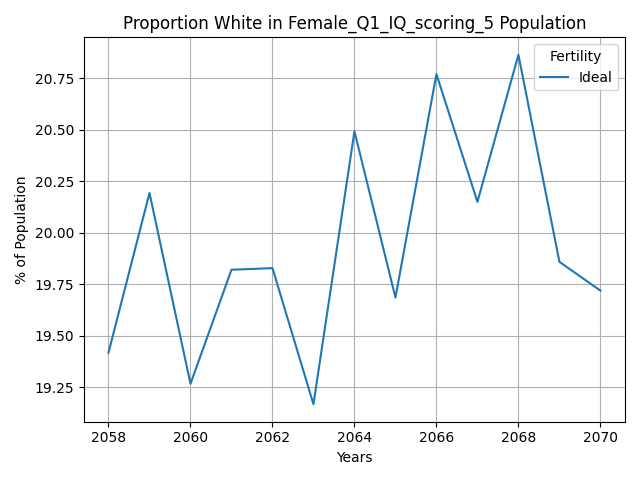 Proportion White in Female_Q1_IQ_scoring_5 Population
Fertility
Ideal
% of Population
20.75
20.50
20.25
20.00
19.75
19.50
19.25
2058 2060 2062 2064 2066 2068 2070
Years